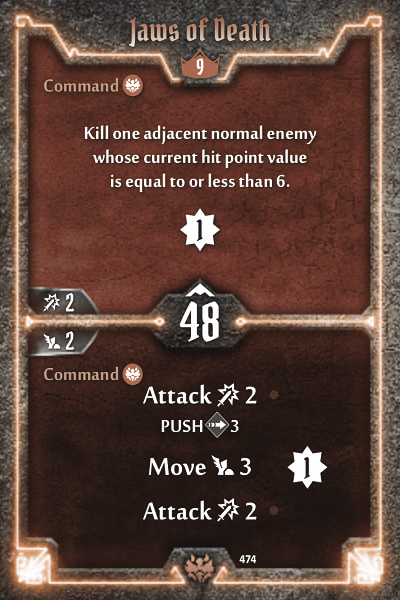 Jaws of Death
9
Command
Kill one adjacent normal enemy
whose current hit point value
is equal to or less than 6.
1
2
48
2
Command
Attack 2
PUSH 3
Move 3
1
Attack 2
474